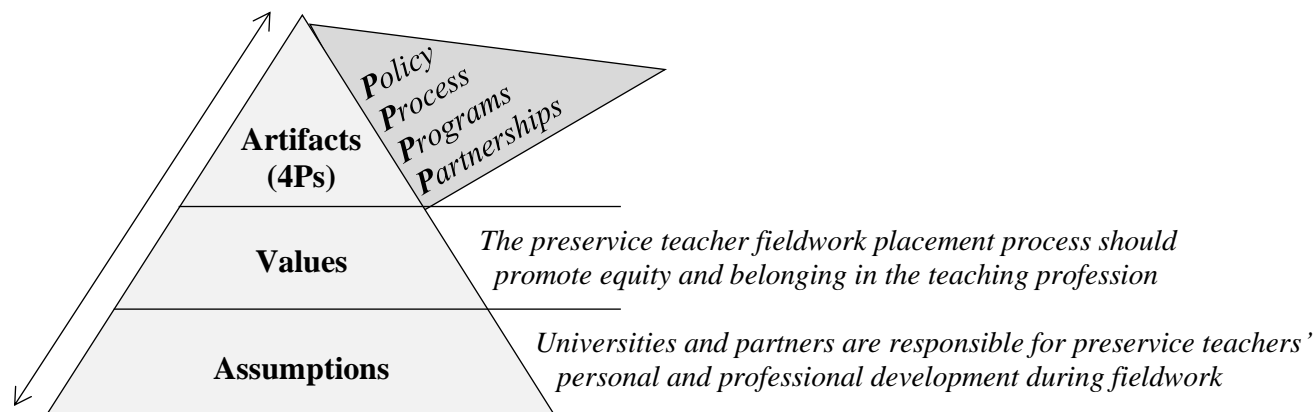 Policy
Process
Programs
Partnerships
Artifacts
(4Ps)
Values
The preservice teacher fieldwork placement process should
promote equity and belonging in the teaching profession
Assumptions
Universities and partners are responsible for preservice teachers’
personal and professional development during fieldwork